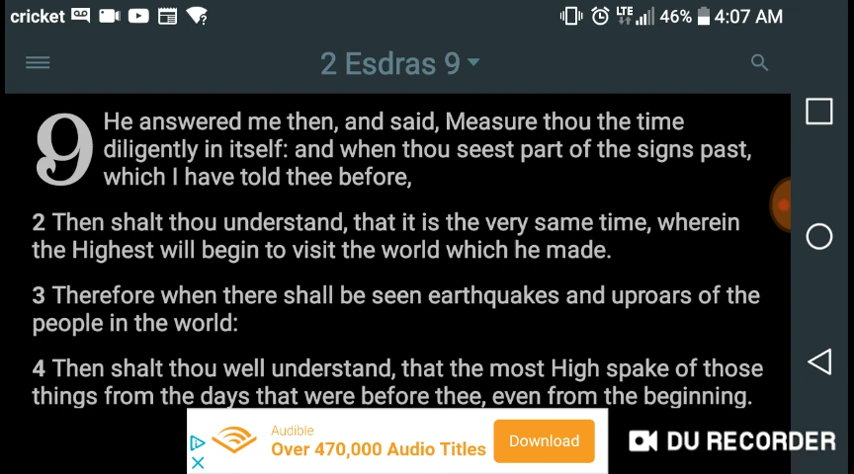 cricket LTE 46% 4:07 AM
2 Esdras 9
9 He answered me then, and said, Measure thou the time
diligently in itself: and when thou seest part of the signs past,
which I have told thee before,
2 Then shalt thou understand, that it is the very same time, wherein
the Highest will begin to visit the world which he made.
3 Therefore when there shall be seen earthquakes and uproars of the
people in the world:
4 Then shalt thou well understand, that the most High spake of those
things from the days that were before thee, even from the beginning.
Audible
Over 470,000 Audio Titles
Download
DU RECORDER